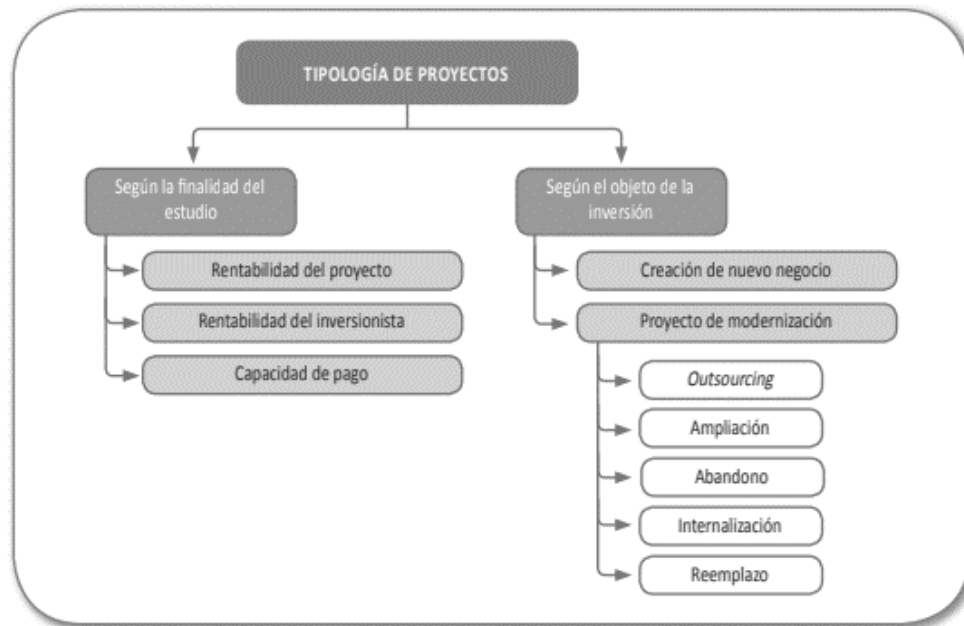 TIPOLOGÍA DE PROYECTOS
Según la finalidad del
estudio
Rentabilidad del proyecto
Rentabilidad del inversionista
Capacidad de pago
Según el objeto de la
inversión
Creación de nuevo negocio
Proyecto de modernización
Outsourcing
Ampliación
Abandono
Internalización
Reemplazo